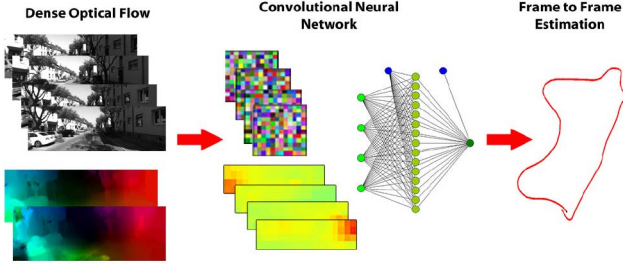 Dense Optical Flow
Convolutional Neural
Network
Frame to Frame
Estimation